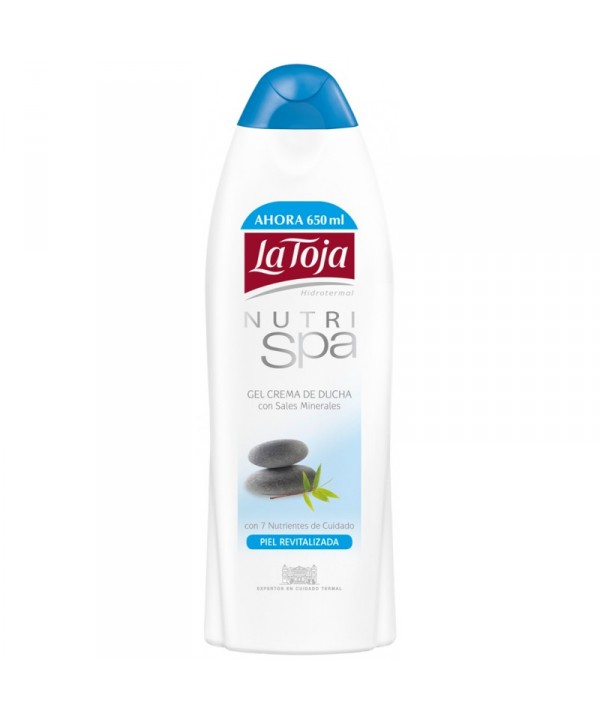 AHORA 650 ml
La Toja
Hidrotermal
NUTRI
Spa
GEL CREMA DE DUCHA
con Sales Minerales
con 7 Nutrientes de Cuidado
PIEL REVITALIZADA
EXPERTOS EN CUIDADO TERMAL